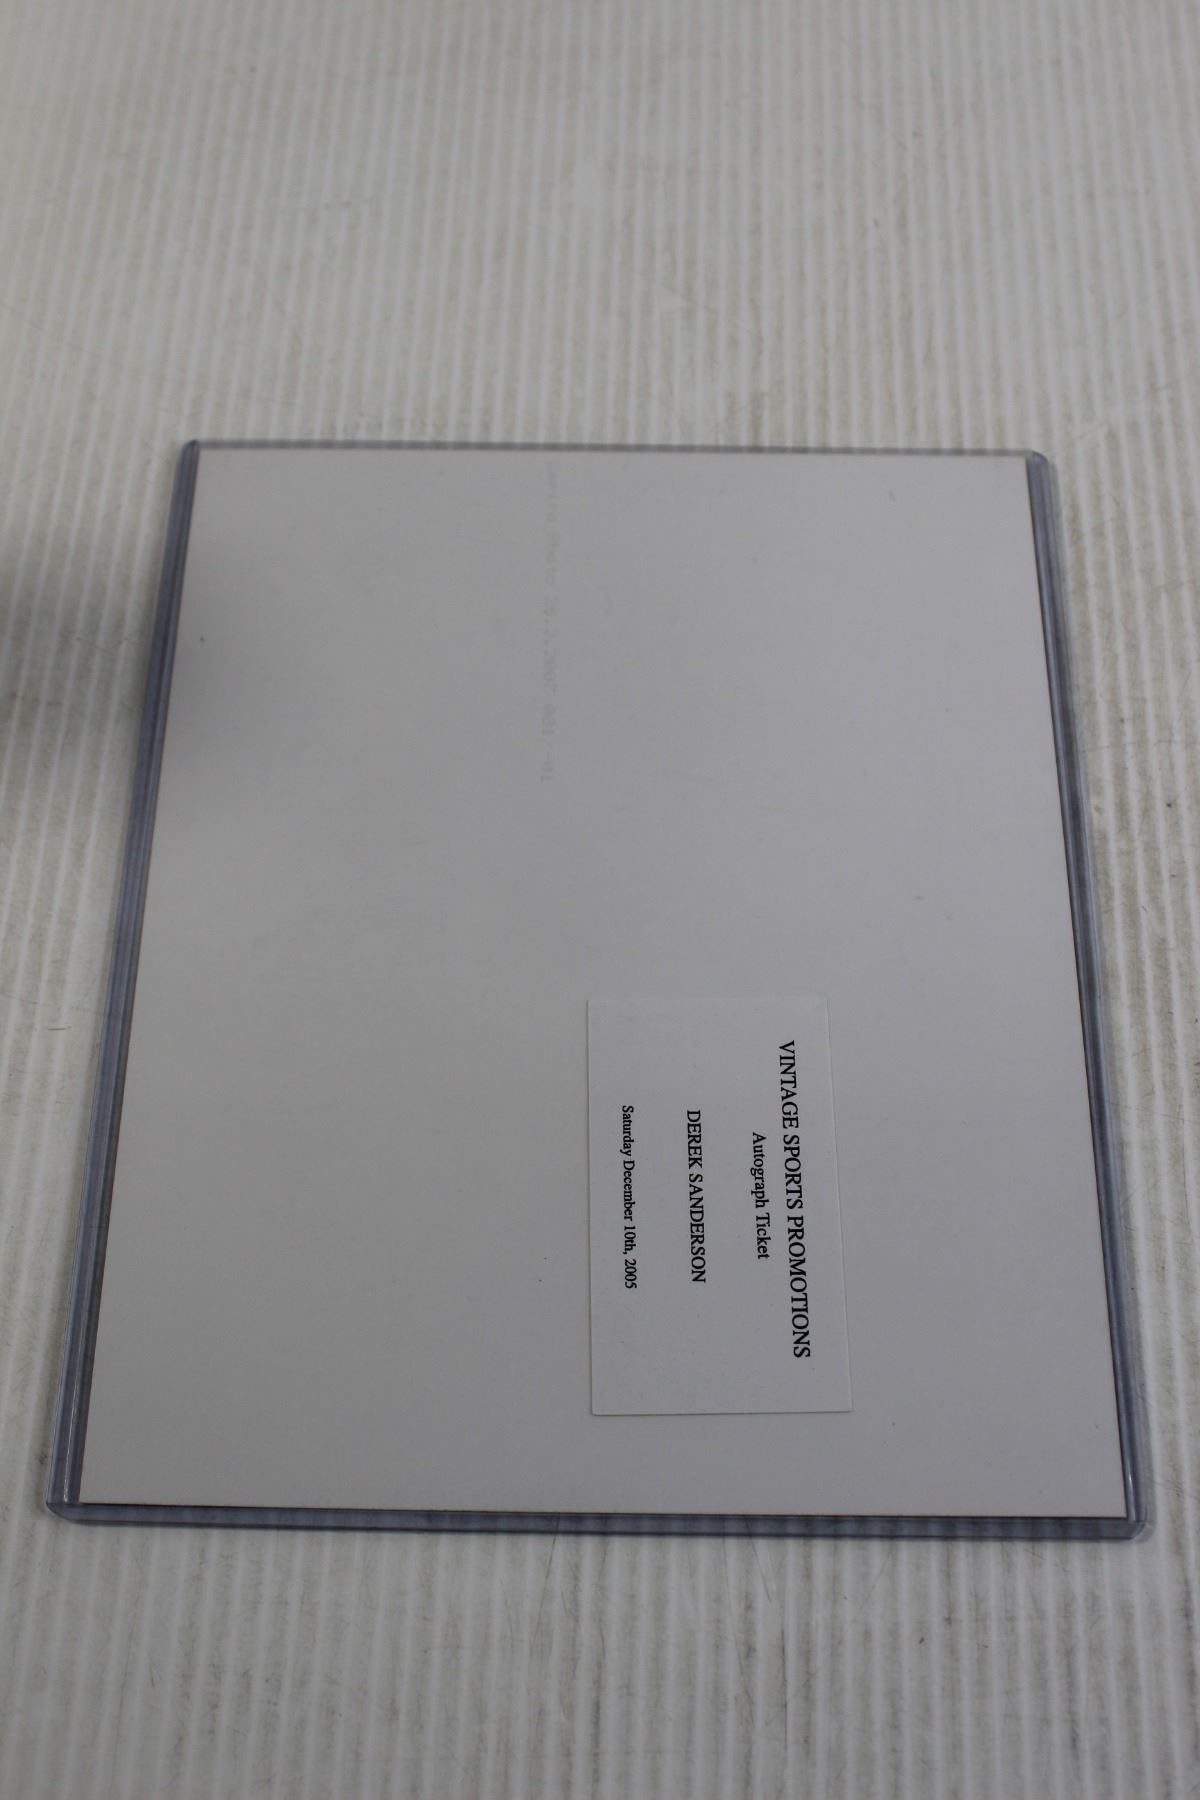 VINTAGE SPORTS PROMOTIONS
Autograph Ticket
DEREK SANDERSON
Saturday December 10th, 2005